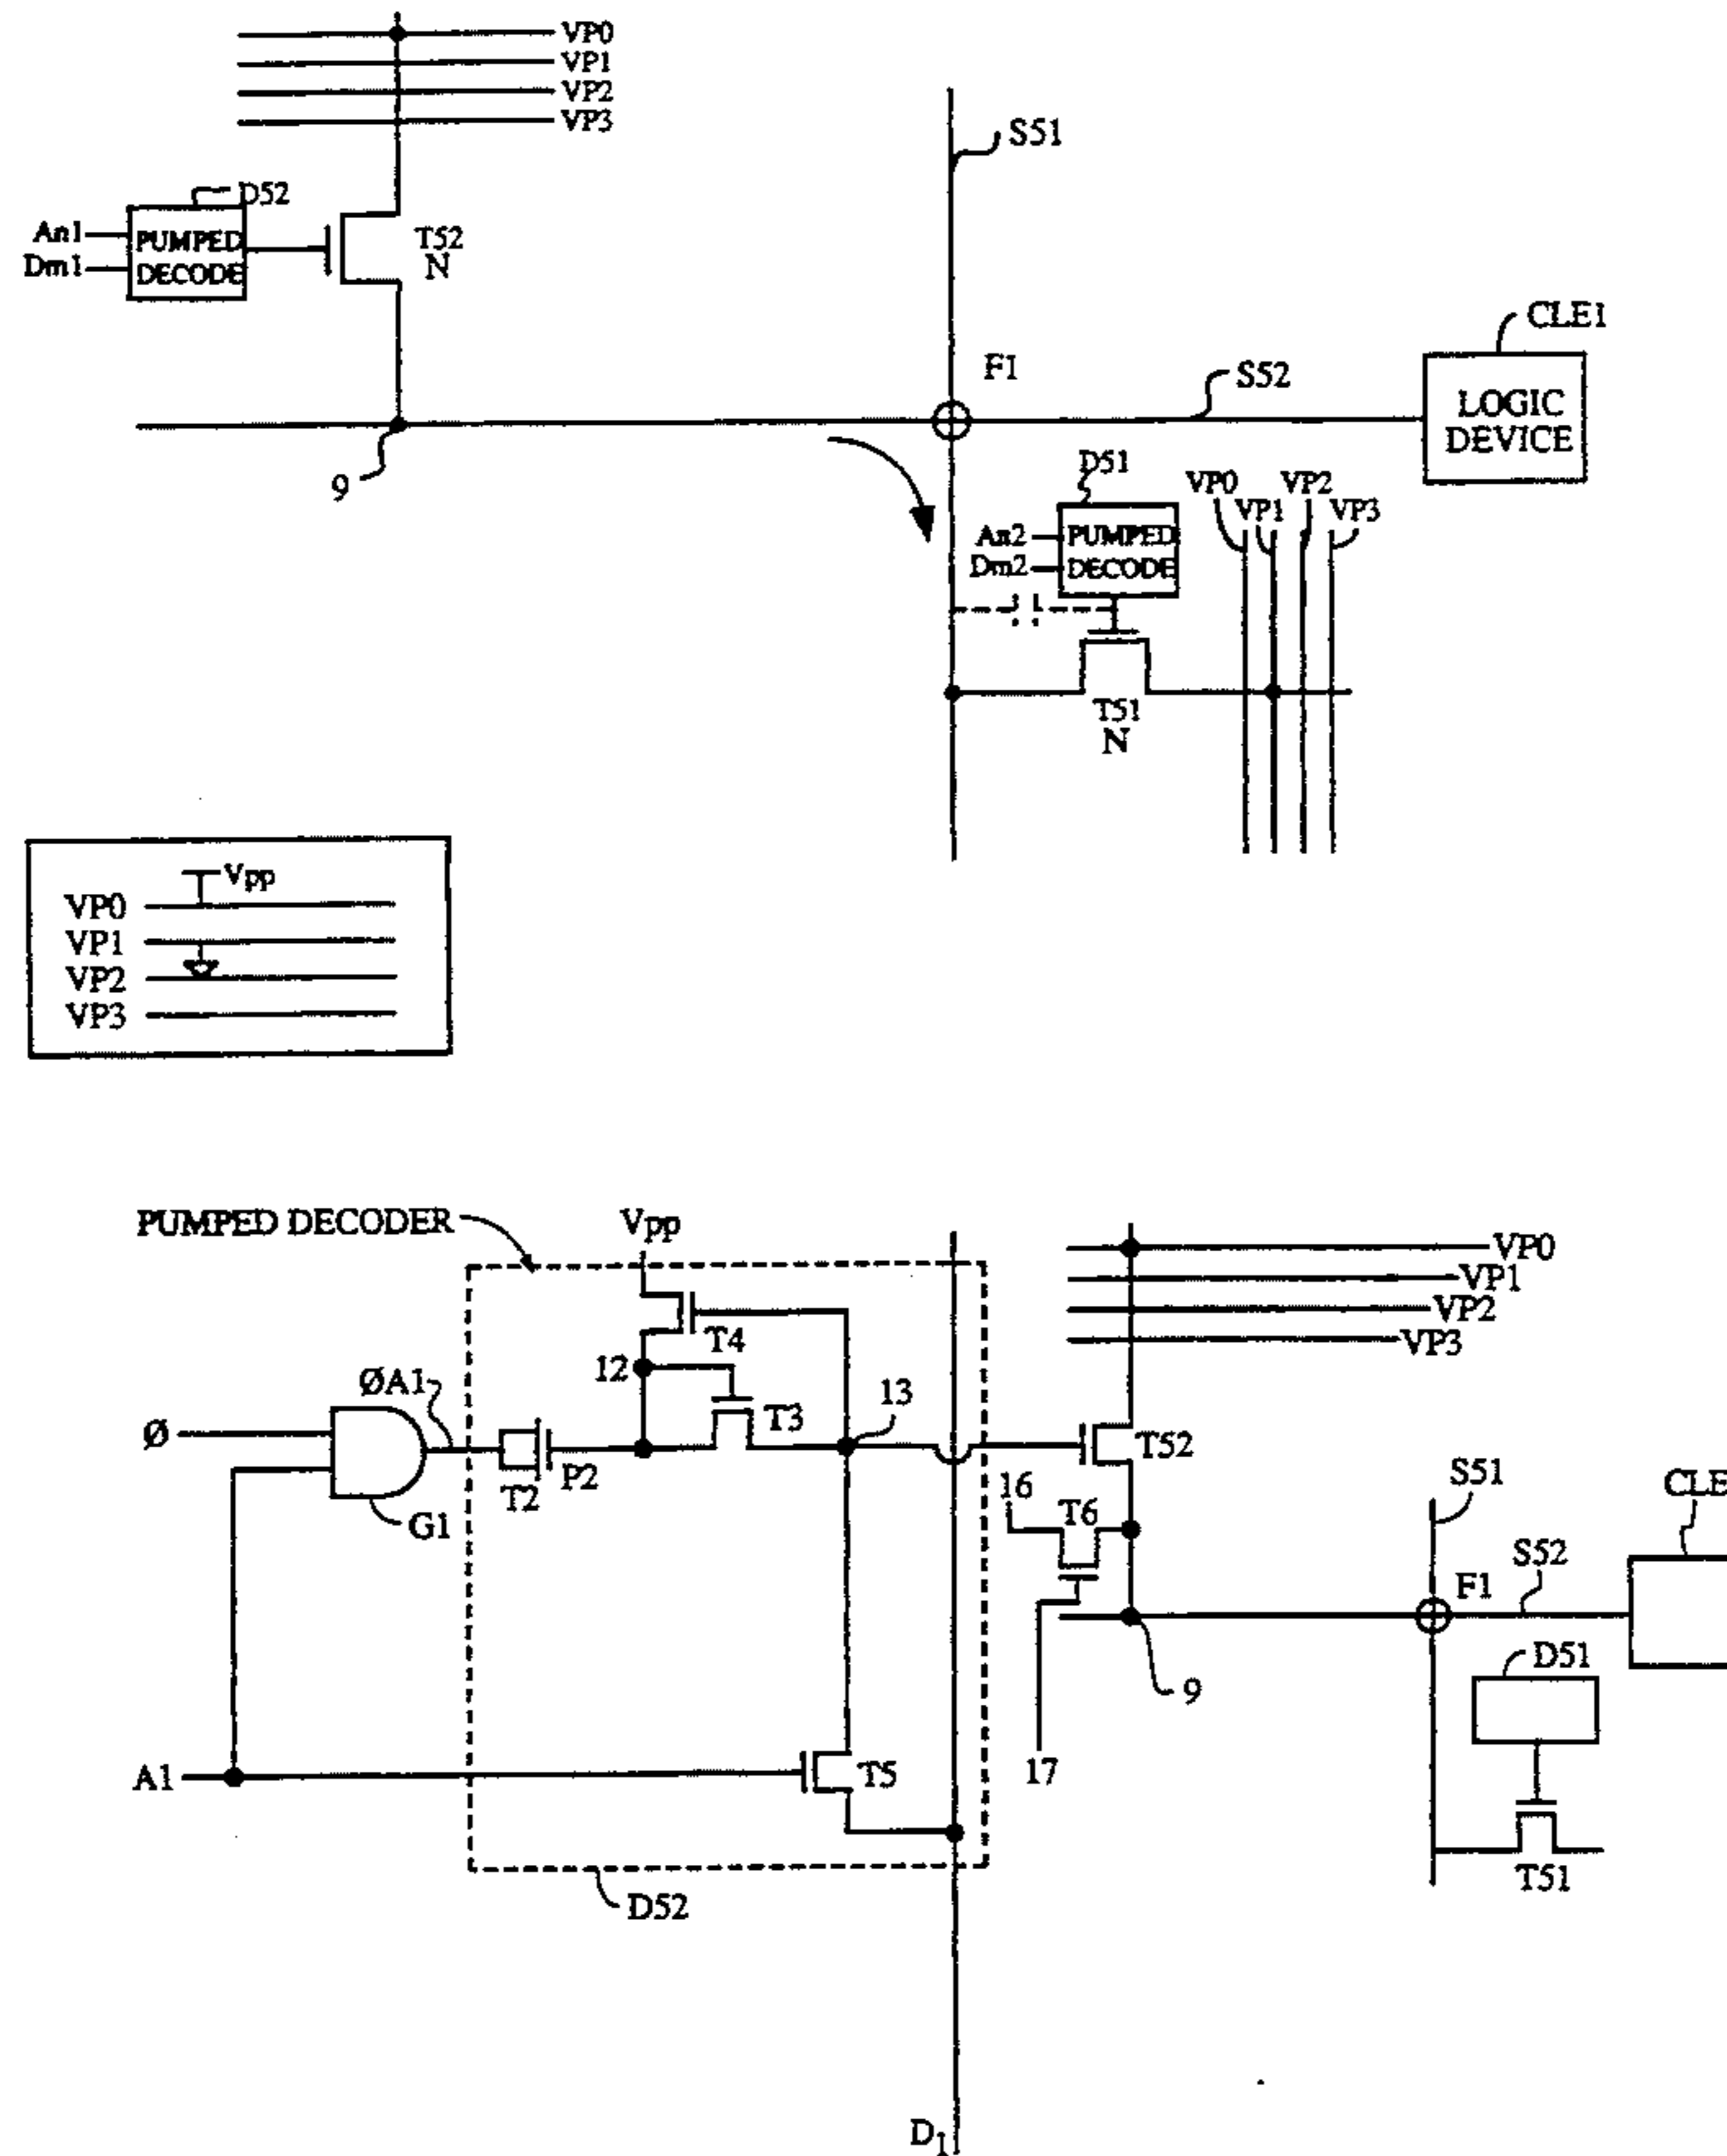 VP0
VP1
VP2
VP3
S51
D52
An1
Dm1
PUMPED
DECODE
T52
N
CLE1
F1
S52
LOGIC
DEVICE
9
D51
An2
Dm2
PUMPED
DECODE
VP0
VP1
VP2
VP3
T51
N
Vpp
VP0
VP1
VP2
VP3
PUMPED DECODER
Vpp
VP0
VP1
VP2
VP3
T4
12
ØA1
13
T3
Ø
T52
P2
T2
G1
16
T6
S51
CLE
S52
F1
D51
9
A1
T5
17
T51
D52
D1